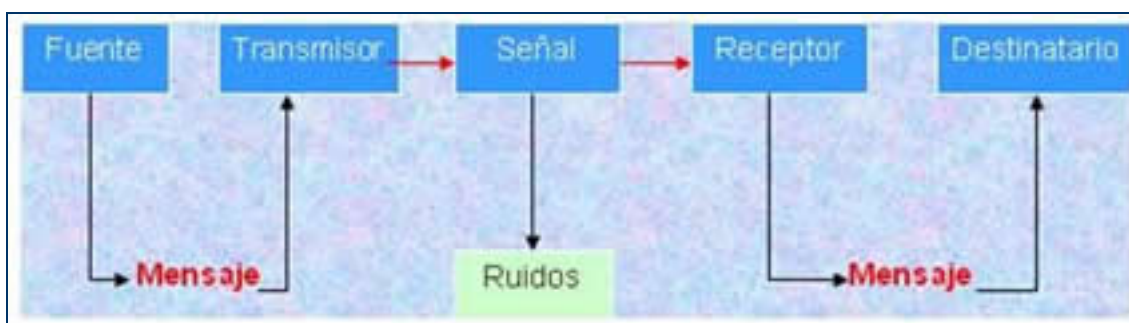 Fuente
Transmisor
Señal
Receptor
Destinatario
Mensaje
Ruidos
Mensaje